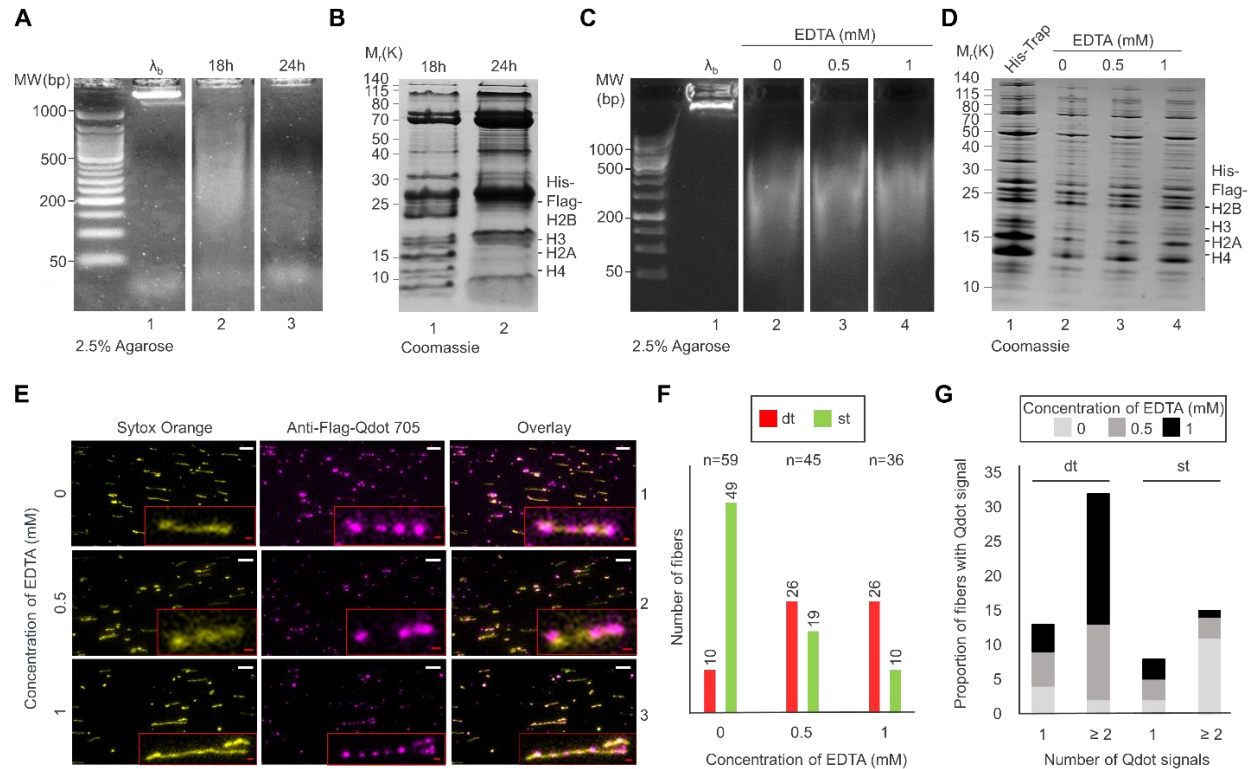 A
MW(bp)
λb
18h
24h
1000
500
200
50
1
2
3
2.5% Agarose
B
Mr(K)
18h
24h
140
115
80
70
50
40
30
25
15
10
His-
Flag-
H2B
H3
H2A
H4
1
2
Coomassie
C
EDTA (mM)
MW
(bp)
λb
0
0.5
1
1000
500
200
50
1
2
3
4
2.5% Agarose
D
Mr(K)
His-Trap
EDTA (mM)
0
0.5
1
140
115
80
70
50
40
30
25
15
10
His-
Flag-
H2B
H3
H2A
H4
1
2
3
4
Coomassie
E
Sytox Orange
Anti-Flag-Qdot 705
Overlay
Concentration of EDTA (mM)
0
0.5
1
1
2
3
F
dt
st
n=59
n=45
n=36
Number of fibers
10
49
26
19
26
10
0
0.5
1
Concentration of EDTA (mM)
G
Concentration of EDTA (mM)
0
0.5
1
dt
st
Proportion of fibers with Qdot signal
35
30
25
20
15
10
5
0
1
≥ 2
1
≥ 2
Number of Qdot signals